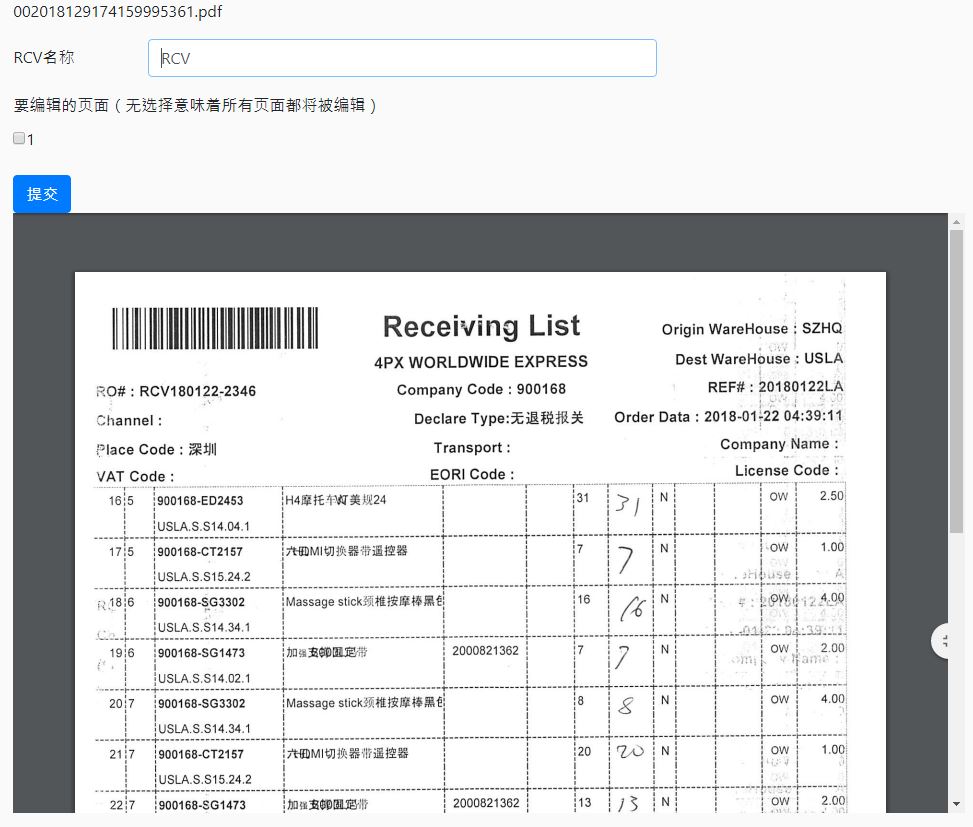 002018129174159995361.pdf
RCV名称 RCV
要编辑的页面（无选择意味着所有页面都将被编辑）
1
提交
Receiving List
Origin WareHouse : SZHQ
4PX WORLDWIDE EXPRESS
Dest WareHouse : USLA
RO# : RCV180122-2346
Company Code : 900168
REF# : 20180122LA
Channel :
Declare Type:无退税报关
Order Data : 2018-01-22 04:39:11
Place Code : 深圳
Transport :
Company Name :
VAT Code :
EORI Code :
License Code :
16 5 900168-ED2453 H4摩托车灯美规24 31 31 N OW 2.50
USLA.S.S14.04.1
17 5 900168-CT2157 MI切换器带遥控器 7 7 N OW 1.00
USLA.S.S15.24.2
18 6 900168-SG3302 Massage stick颈椎按摩棒黑色 16 16 N OW 4.00
USLA.S.S14.34.1
19 6 900168-SG1473 加强 带 2000821362 7 7 N OW 2.00
USLA.S.S14.02.1
20 7 900168-SG3302 Massage stick颈椎按摩棒黑色 8 8 N OW 4.00
USLA.S.S14.34.1
21 7 900168-CT2157 MI切换器带遥控器 20 20 N OW 1.00
USLA.S.S15.24.2
22 7 900168-SG1473 加强 带 2000821362 13 13 N OW 2.00